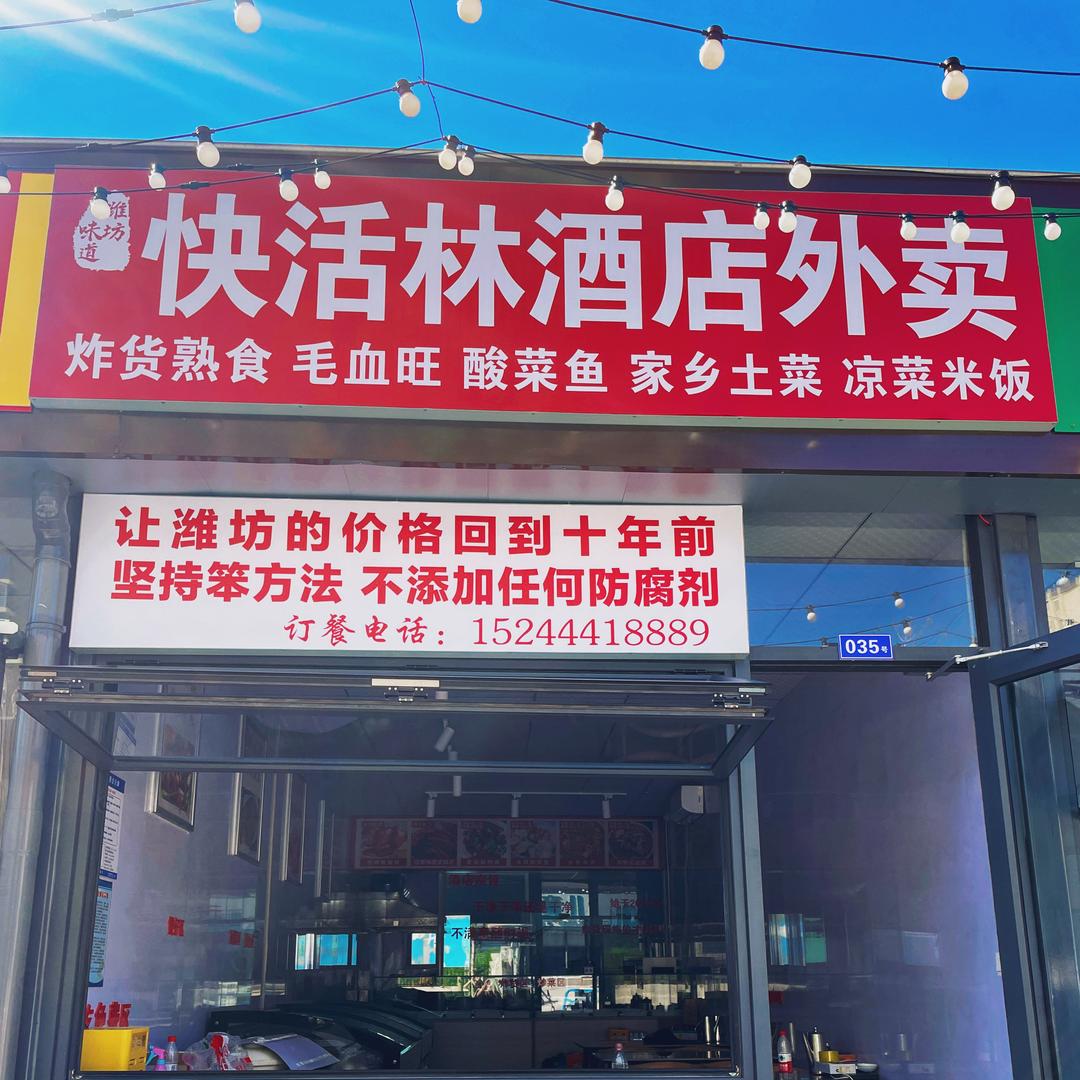 潍坊
味道
快活林酒店外卖
炸货熟食 毛血旺 酸菜鱼 家乡土菜 凉菜米饭
让潍坊的价格回到十年前
坚持笨方法 不添加任何防腐剂
订餐电话：15244418889
035号